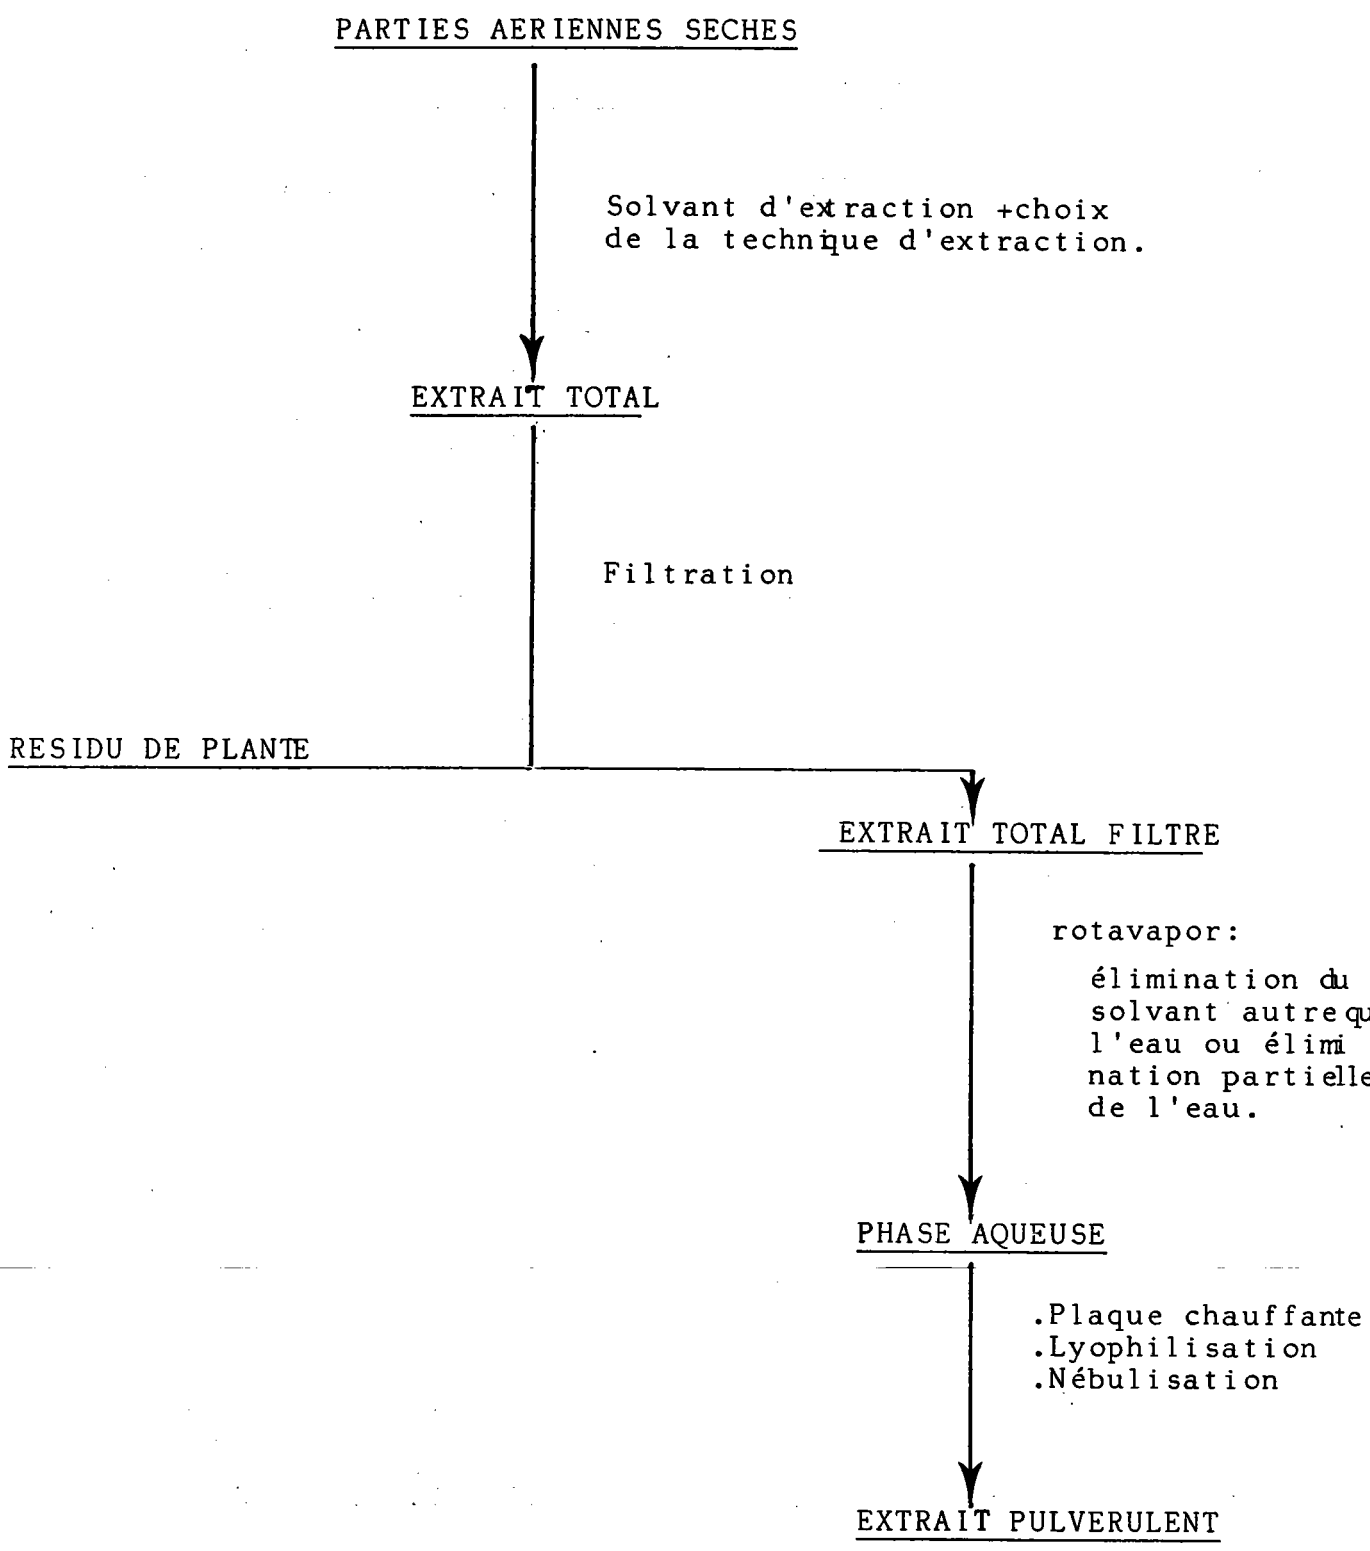 PARTIES AERIENNES SECHES
Solvant d'extraction +choix
de la technique d'extraction.
EXTRAIT TOTAL
Filtration
RESIDU DE PLANTE
EXTRAIT TOTAL FILTRE
rotavapor:
élimination du
solvant autre qu
l'eau ou élimi
nation partielle
de l'eau.
PHASE AQUEUSE
.Plaque chauffante
.Lyophilisation
.Nébulisation
EXTRAIT PULVERULENT